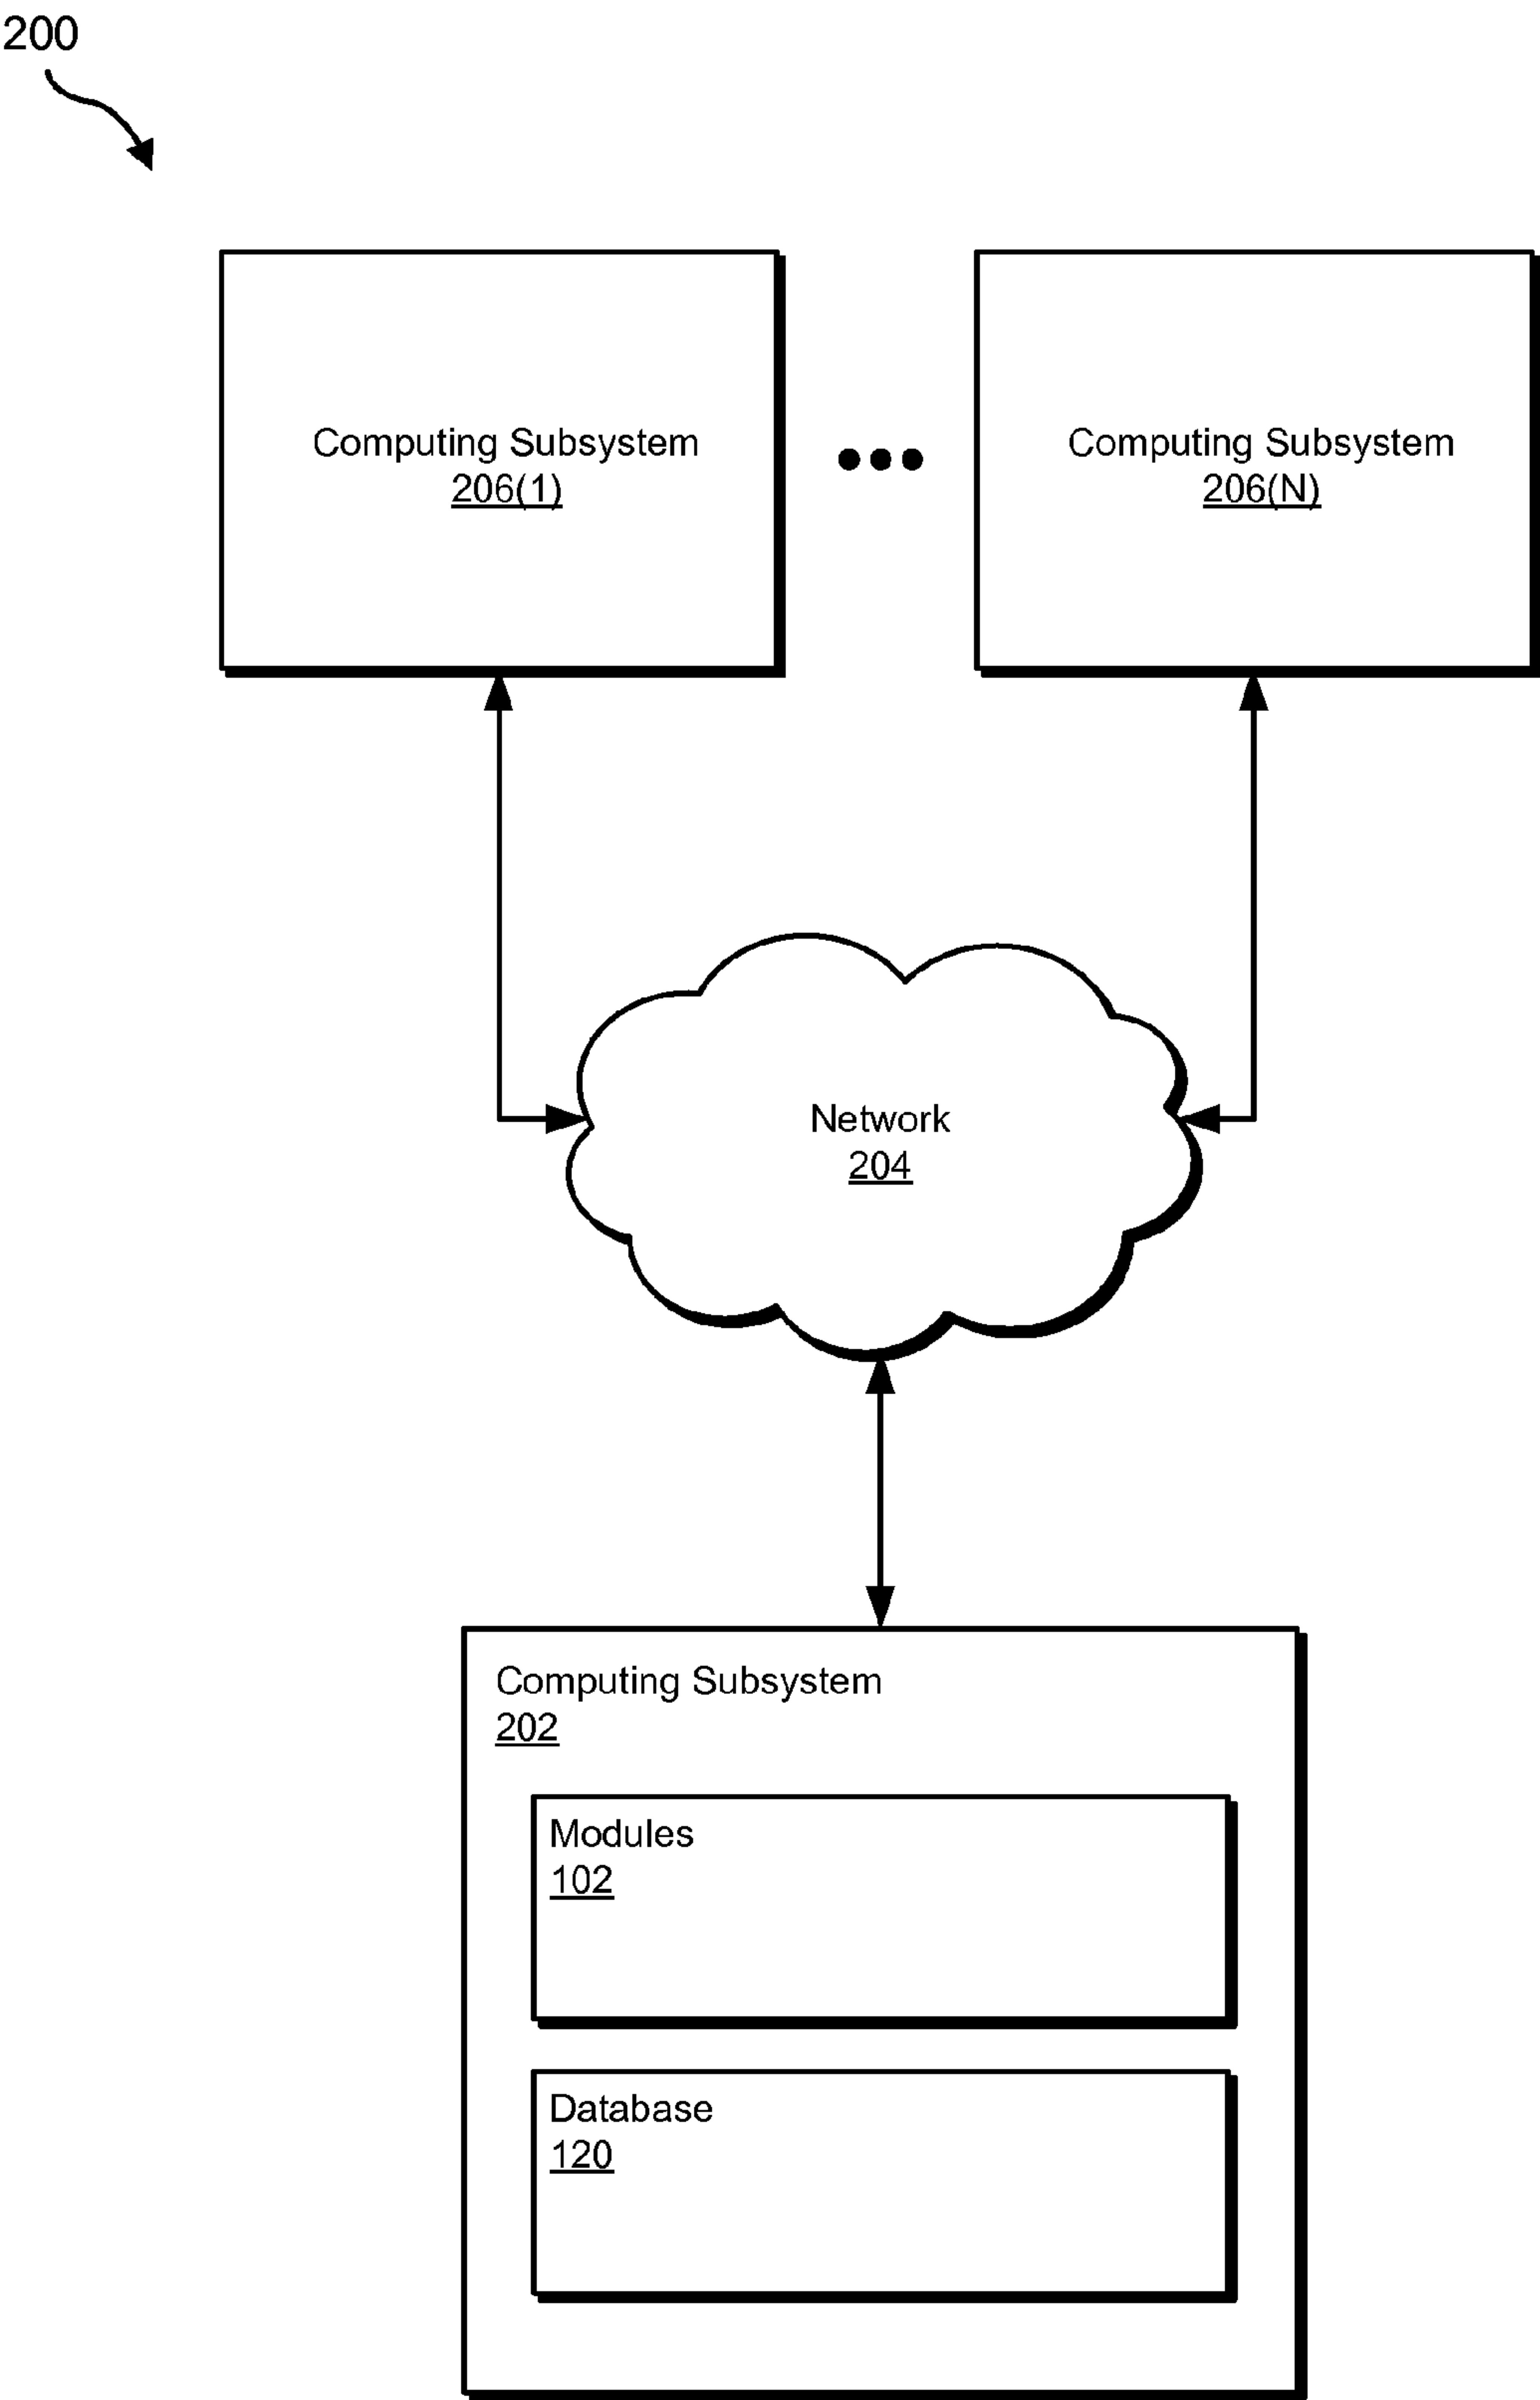 200
Computing Subsystem
206(1)
Computing Subsystem
206(N)
Network
204
Computing Subsystem
202
Modules
102
Database
120